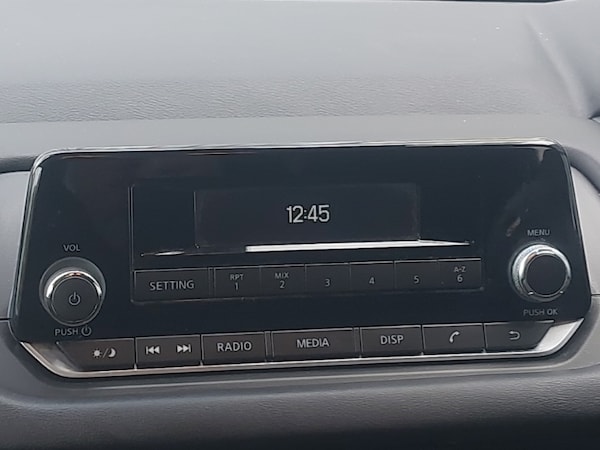 12:45
VOL
MENU
SETTING
RPT
1
MIX
2
3
4
5
A-Z
6
PUSH
PUSH OK
RADIO
MEDIA
DISP